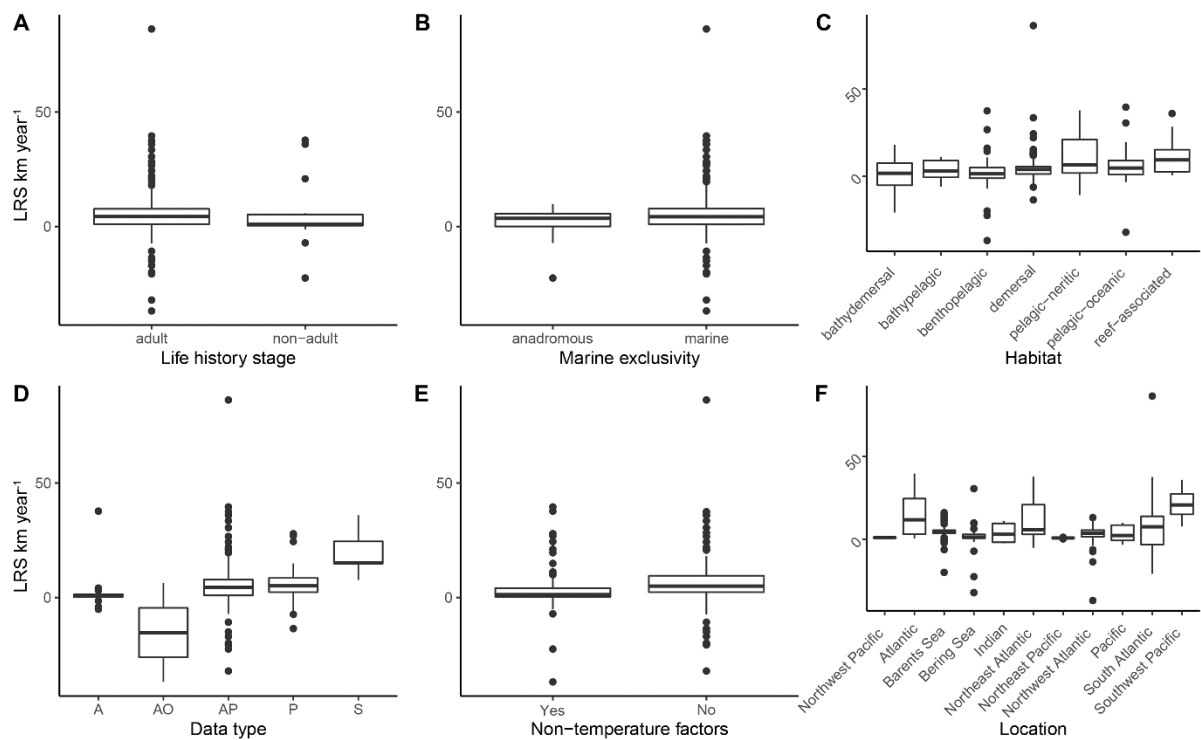 A
LRS km year⁻¹
50
0
adult
non−adult
Life history stage
B
50
0
anadromous
marine
Marine exclusivity
C
50
0
bathydemersal
bathypelagic
benthopelagic
demersal
pelagic−neritic
pelagic−oceanic
reef−associated
Habitat
D
LRS km year⁻¹
50
0
A
AO
AP
P
S
Data type
E
50
0
Yes
No
Non−temperature factors
F
50
0
Northwest Pacific
Atlantic
Barents Sea
Bering Sea
Indian
Northeast Atlantic
Northeast Pacific
Northwest Atlantic
Pacific
South Atlantic
Southwest Pacific
Location